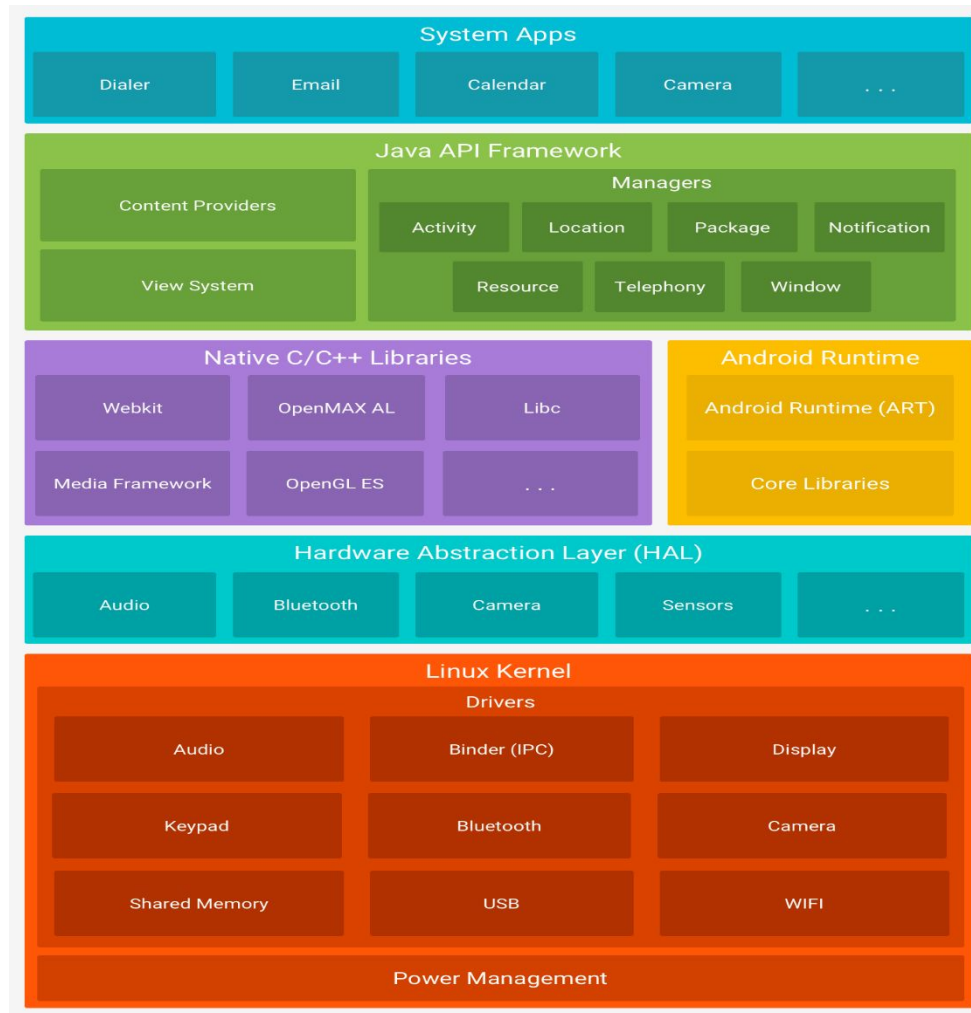 System Apps
Dialer
Email
Calendar
Camera
. . .
Java API Framework
Content Providers
View System
Managers
Activity
Location
Package
Notification
Resource
Telephony
Window
Native C/C++ Libraries
Webkit
OpenMAX AL
Libc
Media Framework
OpenGL ES
. . .
Android Runtime
Android Runtime (ART)
Core Libraries
Hardware Abstraction Layer (HAL)
Audio
Bluetooth
Camera
Sensors
. . .
Linux Kernel
Drivers
Audio
Binder (IPC)
Display
Keypad
Bluetooth
Camera
Shared Memory
USB
WIFI
Power Management